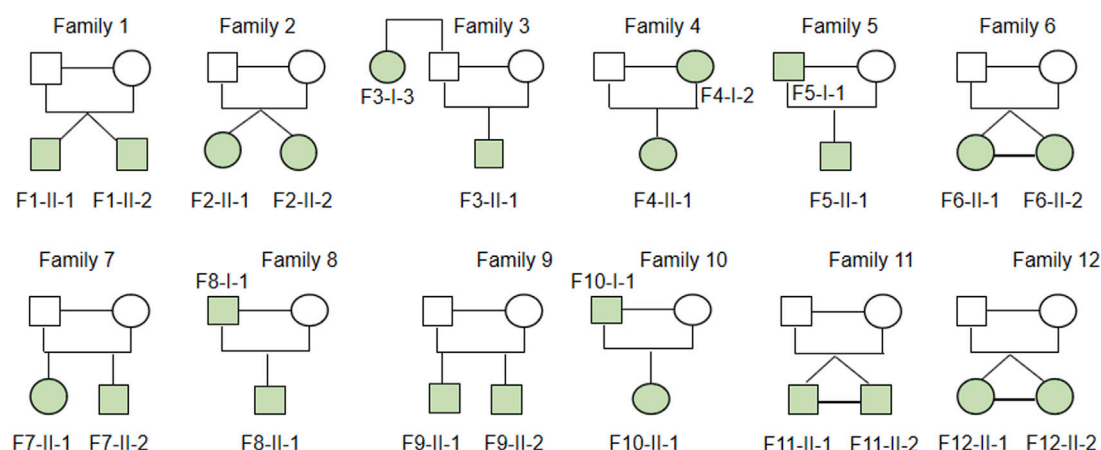 Family 1 Family 2 Family 3 Family 4 Family 5 Family 6
F3-I-3 F4-I-2 F5-I-1
F1-II-1 F1-II-2 F2-II-1 F2-II-2 F3-II-1 F4-II-1 F5-II-1 F6-II-1 F6-II-2
Family 7 Family 8 Family 9 Family 10 Family 11 Family 12
F8-I-1 F10-I-1
F7-II-1 F7-II-2 F8-II-1 F9-II-1 F9-II-2 F10-II-1 F11-II-1 F11-II-2 F12-II-1 F12-II-2